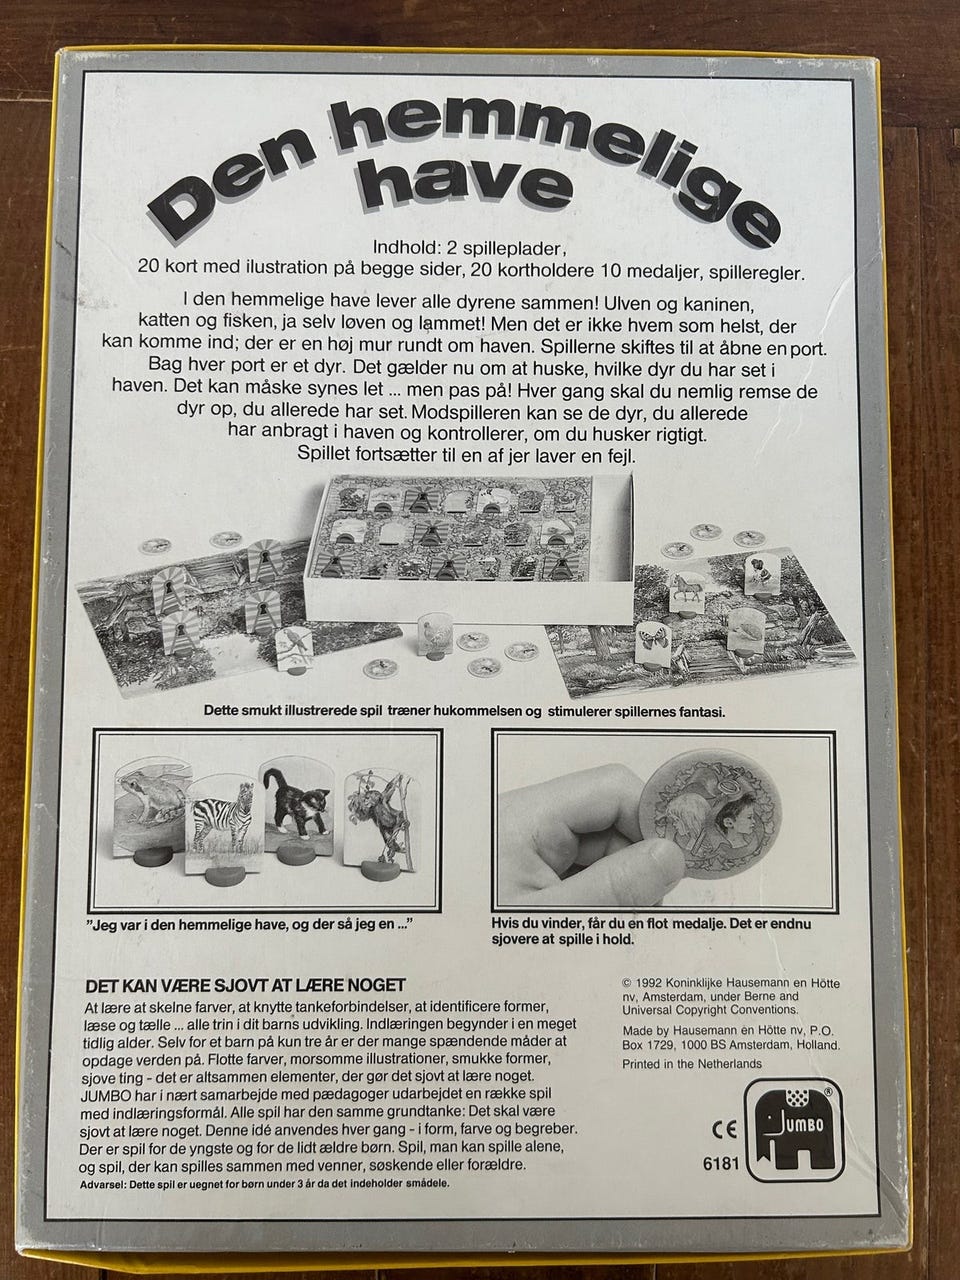 Den hemmelige
have
Indhold: 2 spilleplader,
20 kort med ilustration på begge sider, 20 kortholdere 10 medaljer, spilleregler.
I den hemmelige have lever alle dyrene sammen! Ulven og kaninen,
katten og fisken, ja selv løven og lammet! Men det er ikke hvem som helst, der
kan komme ind; der er en høj mur rundt om haven. Spillerne skiftes til at åbne en port.
Bag hver port er et dyr. Det gælder nu om at huske, hvilke dyr du har set i
haven. Det kan måske synes let ... men pas på! Hver gang skal du nemlig remse de
dyr op, du allerede har set. Modspilleren kan se de dyr, du allerede
har anbragt i haven og kontrollerer, om du husker rigtigt.
Spillet fortsætter til en af jer laver en fejl.
Dette smukt illustrerede spil træner hukommelsen og stimulerer spillernes fantasi.
"Jeg var i den hemmelige have, og der så jeg en ..."
Hvis du vinder, får du en flot medalje. Det er endnu
sjovere at spille i hold.
DET KAN VÆRE SJOVT AT LÆRE NOGET
At lære at skelne farver, at knytte tankeforbindelser, at identificere former,
læse og tælle ... alle trin i dit barns udvikling. Indlæringen begynder i en meget
tidlig alder. Selv for et barn på kun tre år er der mange spændende måder at
opdage verden på. Flotte farver, morsomme illustrationer, smukke former,
sjove ting - det er altsammen elementer, der gør det sjovt at lære noget.
JUMBO har i nært samarbejde med pædagoger udarbejdet en række spil
med indlæringsformål. Alle spil har den samme grundtanke: Det skal være
sjovt at lære noget. Denne idé anvendes hver gang - i form, farve og begreber.
Der er spil for de yngste og for de lidt ældre børn. Spil, man kan spille alene,
og spil, der kan spilles sammen med venner, søskende eller forældre.
Advarsel: Dette spil er uegnet for børn under 3 år da det indeholder smådele.
© 1992 Koninklijke Hausemann en Hötte
nv, Amsterdam, under Berne and
Universal Copyright Conventions.
Made by Hausemann en Hötte nv, P.O.
Box 1729, 1000 BS Amsterdam, Holland.
Printed in the Netherlands
CE
6181
JUMBO
®